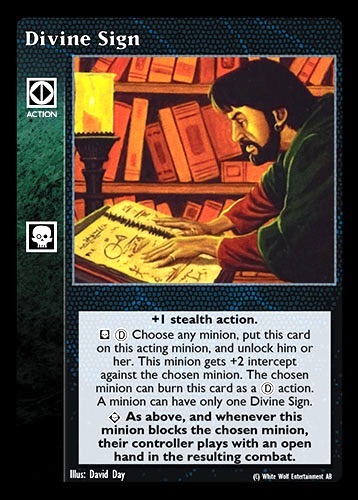 Divine Sign
ACTION
+1 stealth action.
D Choose any minion, put this card
on this acting minion, and unlock him or
her. This minion gets +2 intercept
against the chosen minion. The chosen
minion can burn this card as a D action.
A minion can have only one Divine Sign.
As above, and whenever this
minion blocks the chosen minion,
their controller plays with an open
hand in the resulting combat.
Illus: David Day
(C) White Wolf Entertainment AB